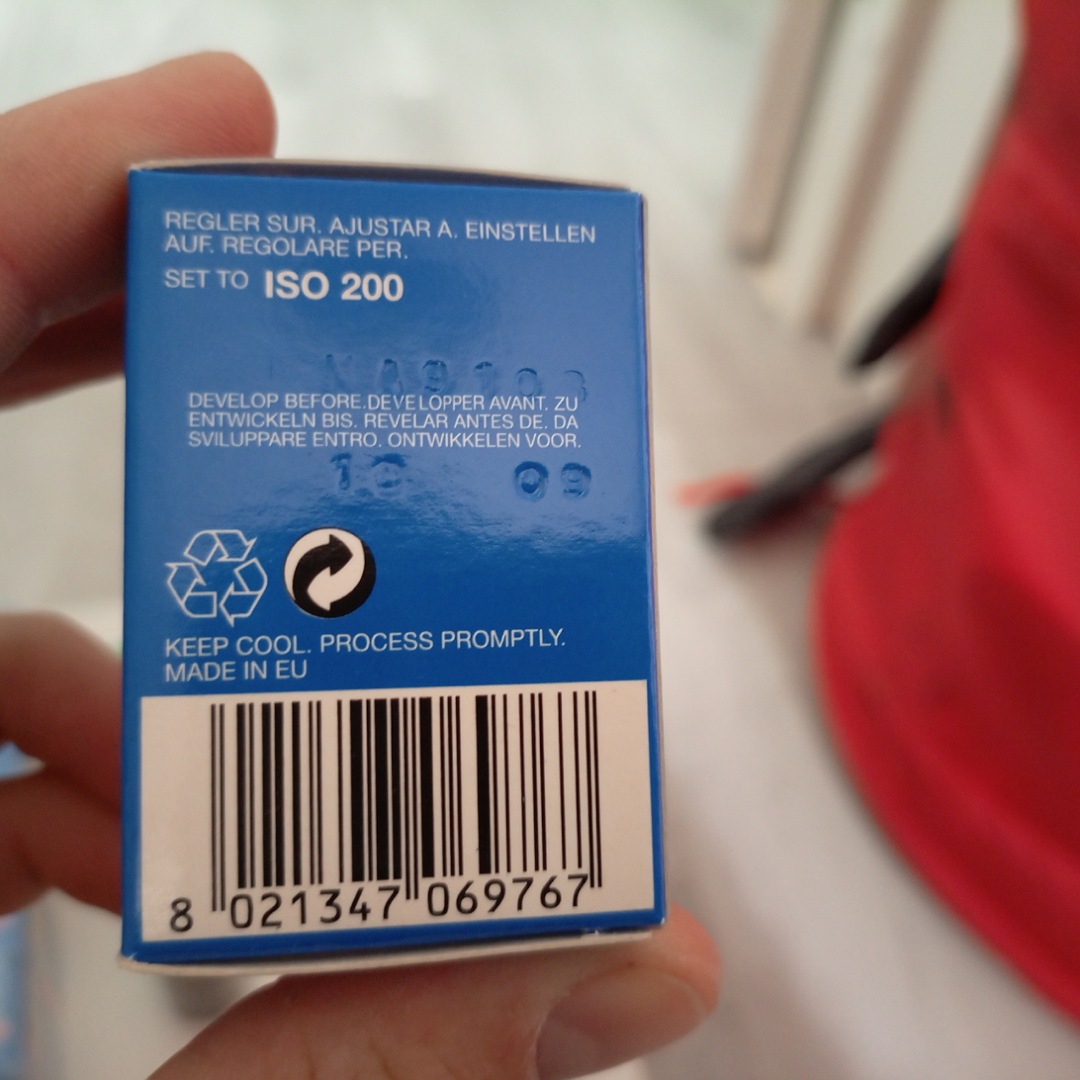 REGLER SUR. AJUSTAR A. EINSTELLEN
AUF. REGOLARE PER.
SET TO ISO 200
DEVELOP BEFORE.DEVELOPPER AVANT. ZU
ENTWICKELN BIS. REVELAR ANTES DE. DA
SVILUPPARE ENTRO. ONTWIKKELEN VOOR.
09
KEEP COOL. PROCESS PROMPTLY.
MADE IN EU
8 021347 069767